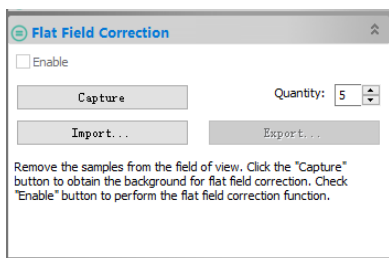 Flat Field Correction
Enable
Capture
Quantity: 5
Import...
Export...
Remove the samples from the field of view. Click the "Capture"
button to obtain the background for flat field correction. Check
"Enable" button to perform the flat field correction function.